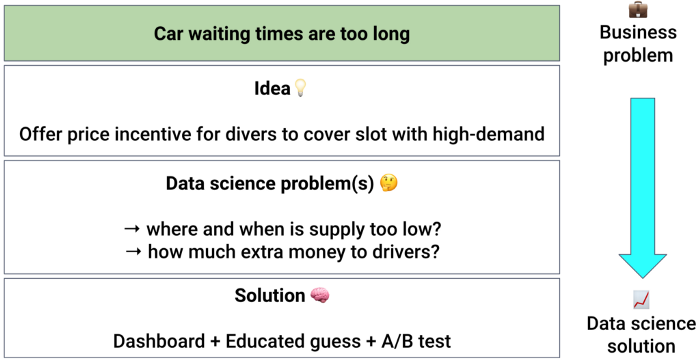 Car waiting times are too long
Idea💡
Offer price incentive for divers to cover slot with high-demand
Data science problem(s) 🤔
→ where and when is supply too low?
→ how much extra money to drivers?
Solution 🧠
Dashboard + Educated guess + A/B test
💼
Business
problem
📈
Data science
solution